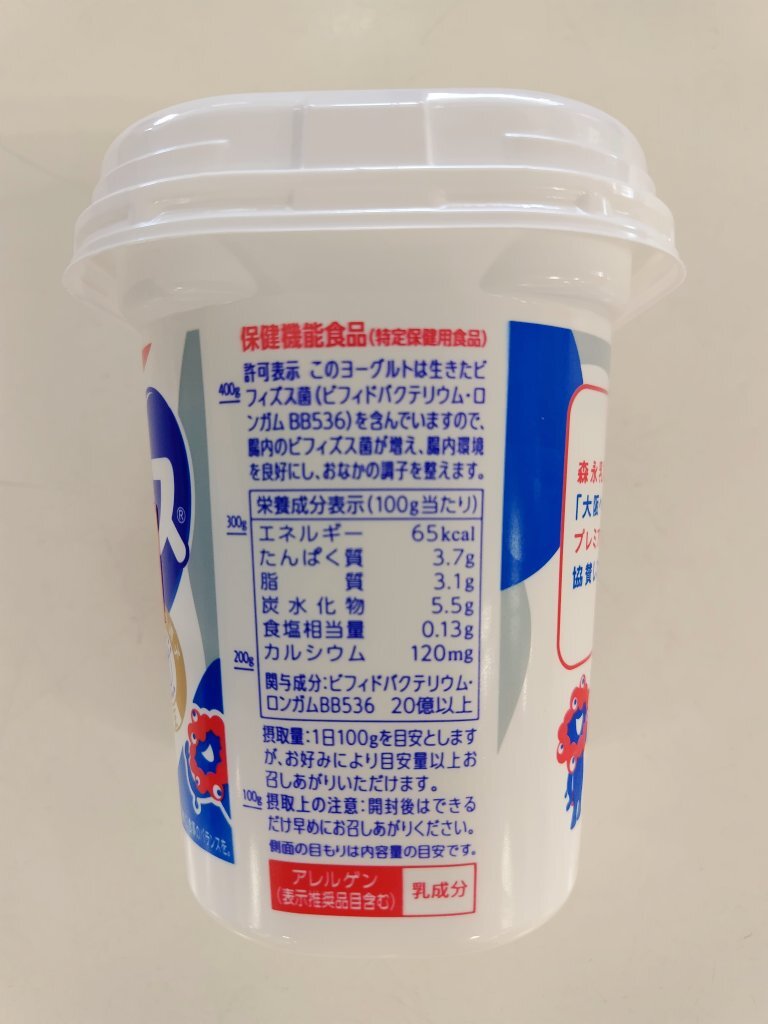 保健機能食品(特定保健用食品)
許可表示 このヨーグルトは生きたビ
フィズス菌(ビフィドバクテリウム・ロ
ンガム BB536)を含んでいますので、
腸内のビフィズス菌が増え、腸内環境
を良好にし、おなかの調子を整えます。
400g
300g
200g
100g
栄養成分表示(100g当たり)
エネルギー 65kcal
たんぱく質 3.7g
脂質 3.1g
炭水化物 5.5g
食塩相当量 0.13g
カルシウム 120mg
関与成分:ビフィドバクテリウム・
ロンガムBB536 20億以上
摂取量:1日100gを目安とします
が、お好みにより目安量以上お
召しあがりいただけます。
摂取上の注意:開封後はできる
だけ早めにお召しあがりください。
側面の目もりは内容量の目安です。
アレルゲン
(表示推奨品目含む)
乳成分
ス®
のバランスを。
森永乳
「大阪
プレミ
協賛し